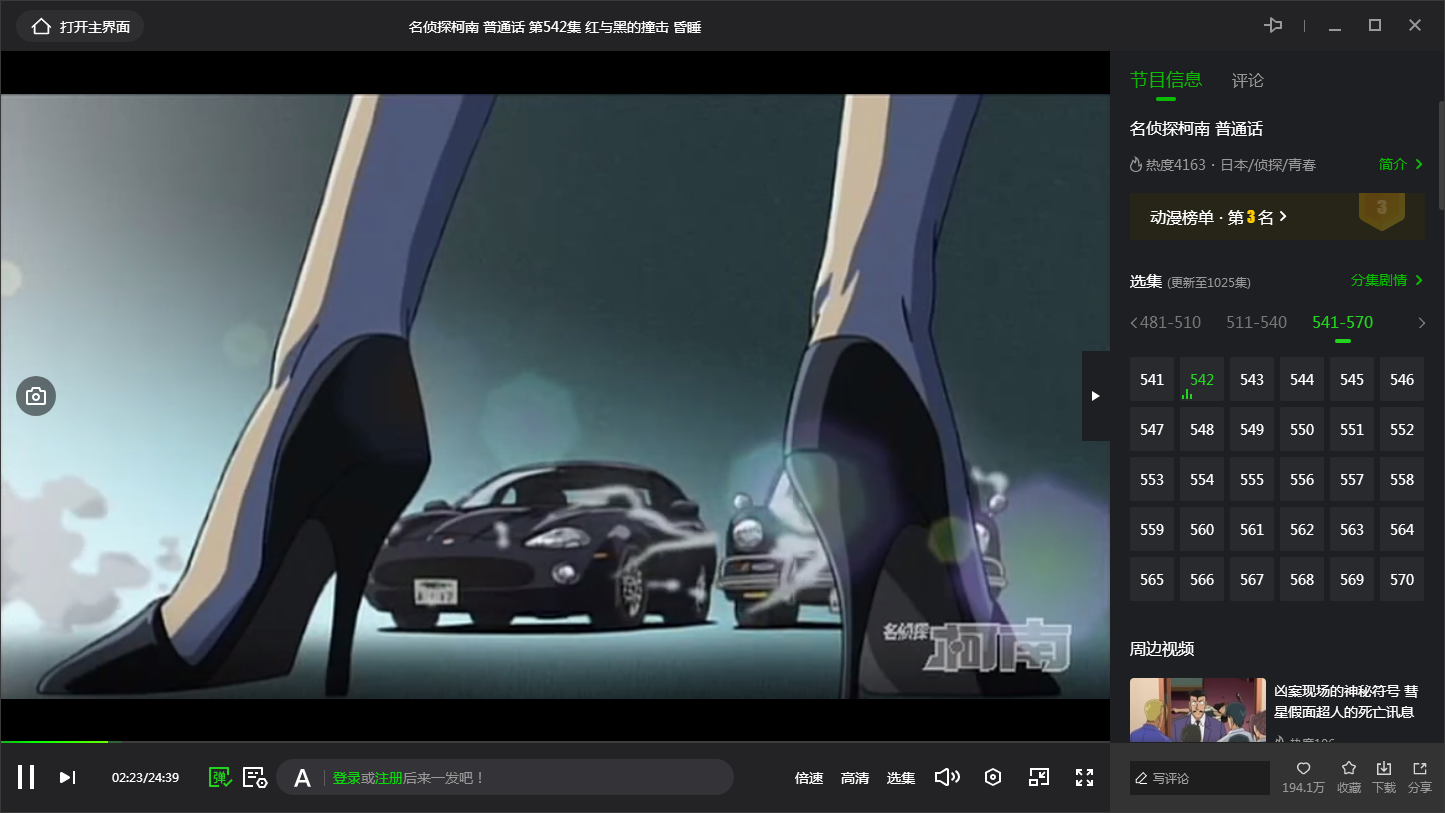 打开主界面
名侦探柯南 普通话 第542集 红与黑的撞击 昏睡
节目信息 评论
名侦探柯南 普通话
热度4163 · 日本/侦探/青春 简介
动漫榜单 · 第3名
3
选集 (更新至1025集) 分集剧情
481-510 511-540 541-570
541 542 543 544 545 546
547 548 549 550 551 552
553 554 555 556 557 558
559 560 561 562 563 564
565 566 567 568 569 570
名侦探
柯南
周边视频
凶案现场的神秘符号 彗
星假面超人的死亡讯息
02:23/24:39 弹 A 登录或注册后来一发吧！ 倍速 高清 选集
写评论 194.1万 收藏 下载 分享